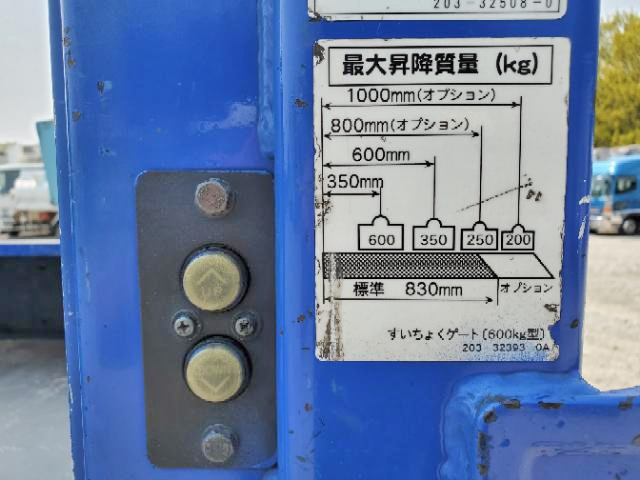 203-32508-0
最大昇降質量 (kg)
1000mm(オプション)
800mm(オプション)
600mm
350mm
600 350 250 200
標準 830mm オプション
すいちょくゲート〔600kg型〕
203 32393 0A